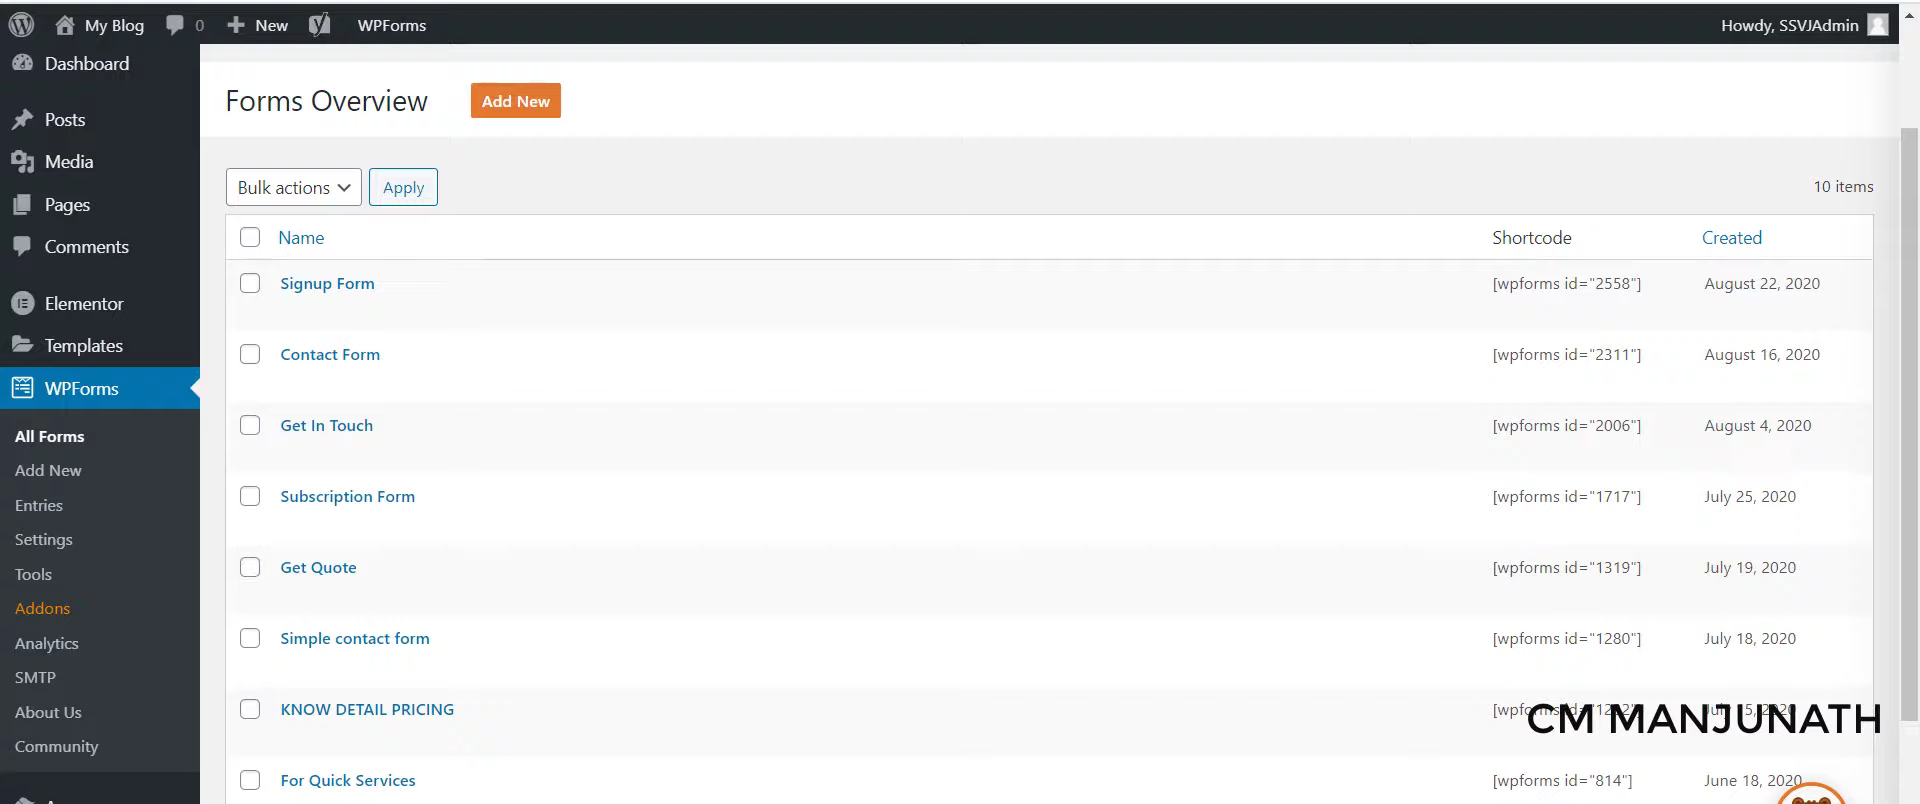 My Blog 0 New WPForms Howdy, SSVJAdmin
Dashboard
Posts
Media
Pages
Comments
Elementor
Templates
WPForms
All Forms
Add New
Entries
Settings
Tools
Addons
Analytics
SMTP
About Us
Community
Forms Overview Add New
Bulk actions Apply 10 items
Name Shortcode Created
Signup Form [wpforms id="2558"] August 22, 2020
Contact Form [wpforms id="2311"] August 16, 2020
Get In Touch [wpforms id="2006"] August 4, 2020
Subscription Form [wpforms id="1717"] July 25, 2020
Get Quote [wpforms id="1319"] July 19, 2020
Simple contact form [wpforms id="1280"] July 18, 2020
KNOW DETAIL PRICING
CM MANJUNATH
For Quick Services [wpforms id="814"] June 18, 2020